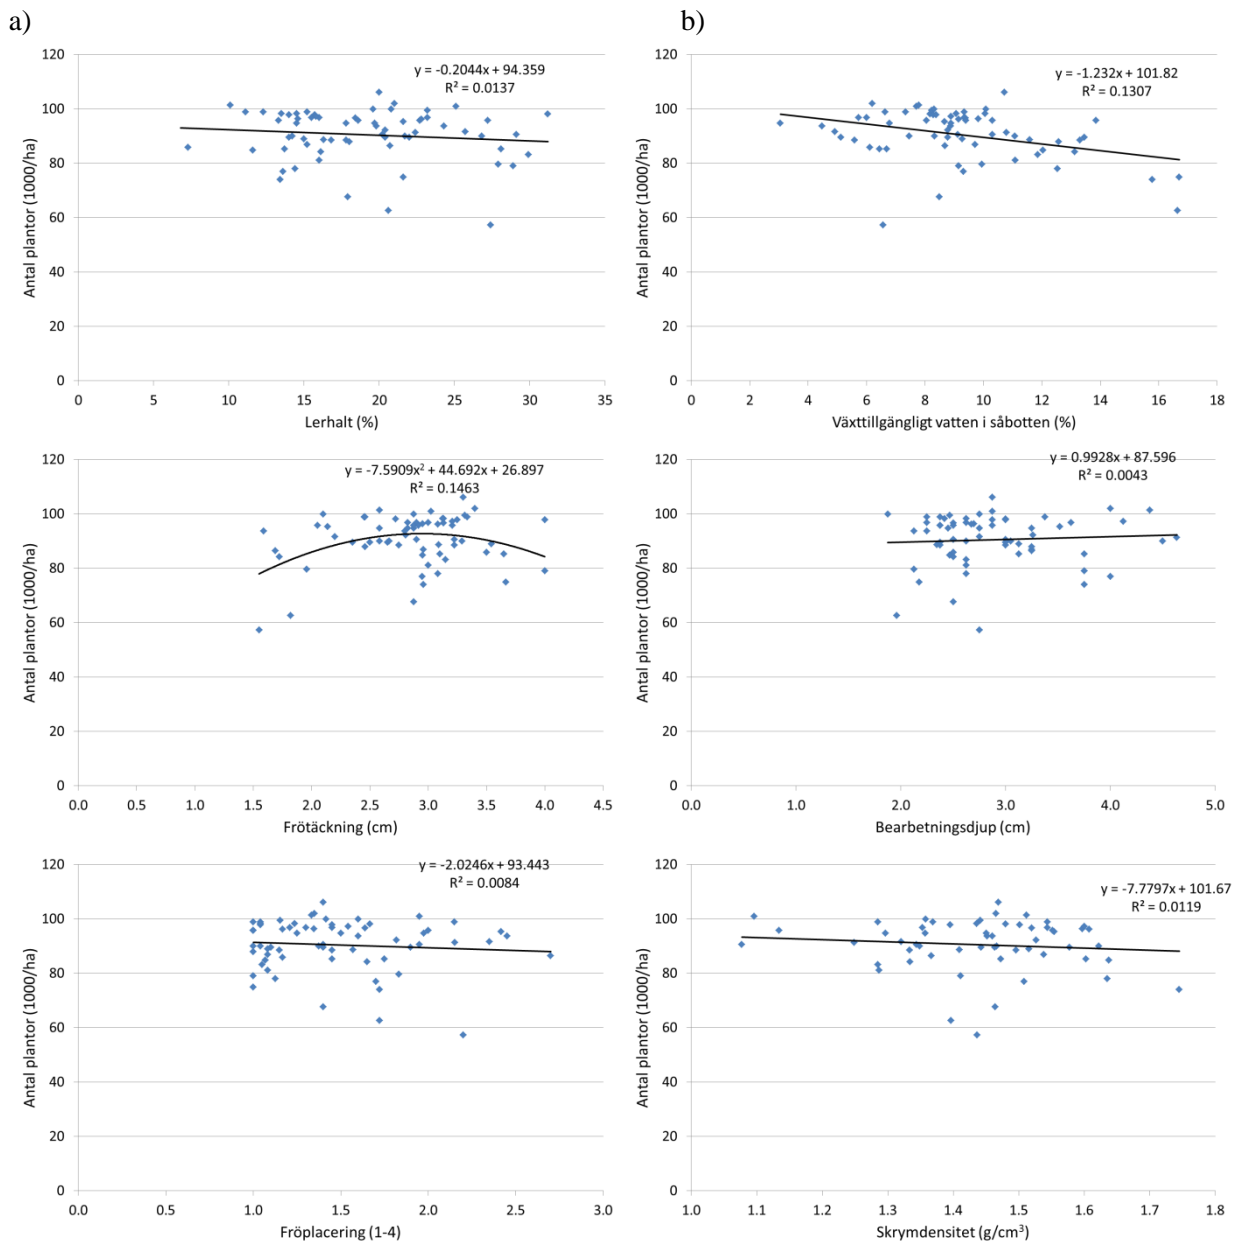 a)
b)
120
100
80
60
40
20
0
Antal plantor (1000/ha)
y = -0.2044x + 94.359
R² = 0.0137
0 5 10 15 20 25 30 35
Lerhalt (%)
120
100
80
60
40
20
0
Antal plantor (1000/ha)
y = -1.232x + 101.82
R² = 0.1307
0 2 4 6 8 10 12 14 16 18
Växttillgängligt vatten i såbotten (%)
120
100
80
60
40
20
0
Antal plantor (1000/ha)
y = -7.5909x² + 44.692x + 26.897
R² = 0.1463
0.0 0.5 1.0 1.5 2.0 2.5 3.0 3.5 4.0 4.5
Frötäckning (cm)
120
100
80
60
40
20
0
Antal plantor (1000/ha)
y = 0.9928x + 87.596
R² = 0.0043
0.0 1.0 2.0 3.0 4.0 5.0
Bearbetningsdjup (cm)
120
100
80
60
40
20
0
Antal plantor (1000/ha)
y = -2.0246x + 93.443
R² = 0.0084
0.0 0.5 1.0 1.5 2.0 2.5 3.0
Fröplacering (1-4)
120
100
80
60
40
20
0
Antal plantor (1000/ha)
y = -7.7797x + 101.67
R² = 0.0119
1.0 1.1 1.2 1.3 1.4 1.5 1.6 1.7 1.8
Skrymdensitet (g/cm³)